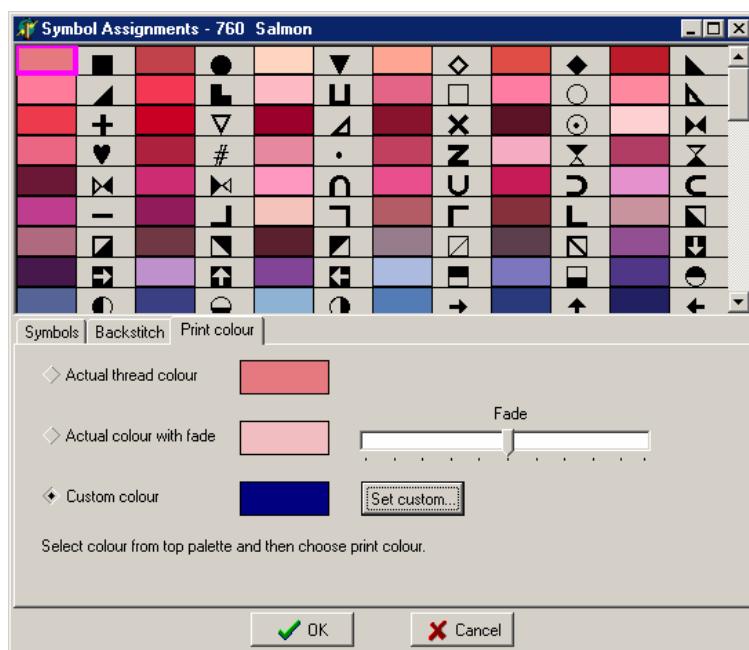 Symbol Assignments - 760 Salmon
Symbols Backstitch Print colour
Actual thread colour
Fade
Actual colour with fade
Custom colour Set custom...
Select colour from top palette and then choose print colour.
OK Cancel